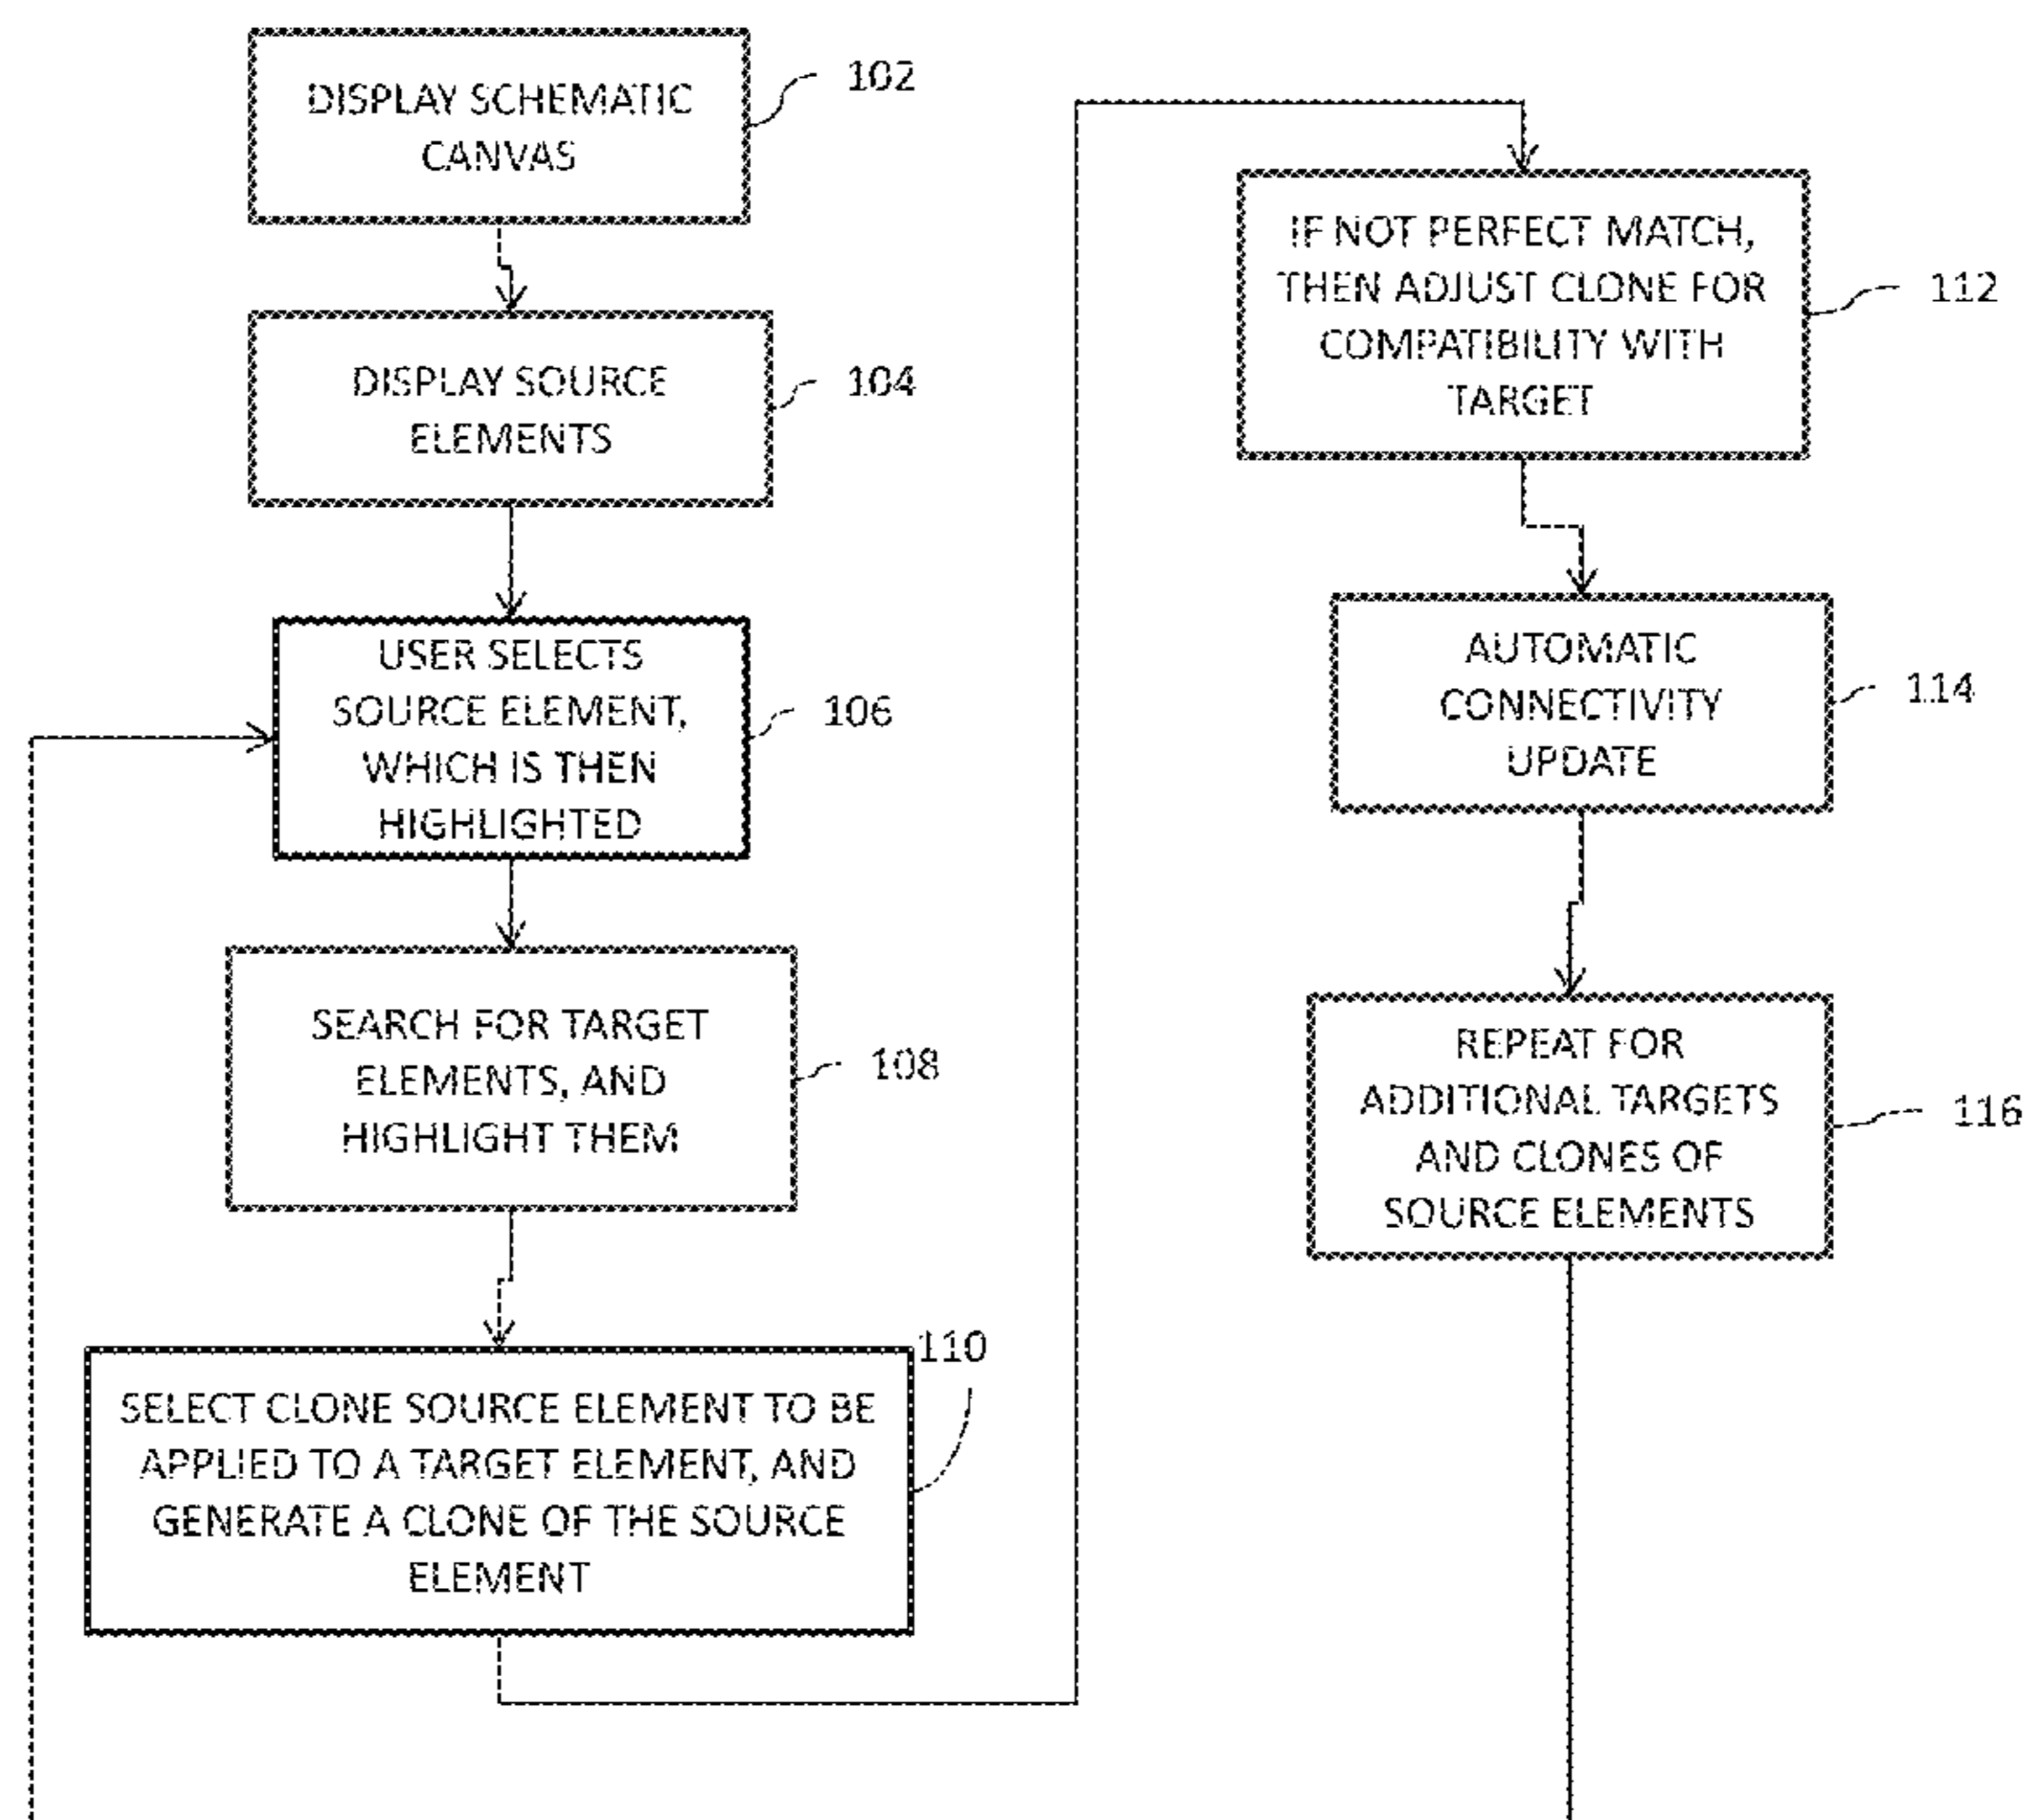 DISPLAY SCHEMATIC
CANVAS
102
DISPLAY SOURCE
ELEMENTS
104
USER SELECTS
SOURCE ELEMENT,
WHICH IS THEN
HIGHLIGHTED
106
SEARCH FOR TARGET
ELEMENTS, AND
HIGHLIGHT THEM
108
SELECT CLONE SOURCE ELEMENT TO BE
APPLIED TO A TARGET ELEMENT, AND
GENERATE A CLONE OF THE SOURCE
ELEMENT
110
IF NOT PERFECT MATCH,
THEN ADJUST CLONE FOR
COMPATIBILITY WITH
TARGET
112
AUTOMATIC
CONNECTIVITY
UPDATE
114
REPEAT FOR
ADDITIONAL TARGETS
AND CLONES OF
SOURCE ELEMENTS
116